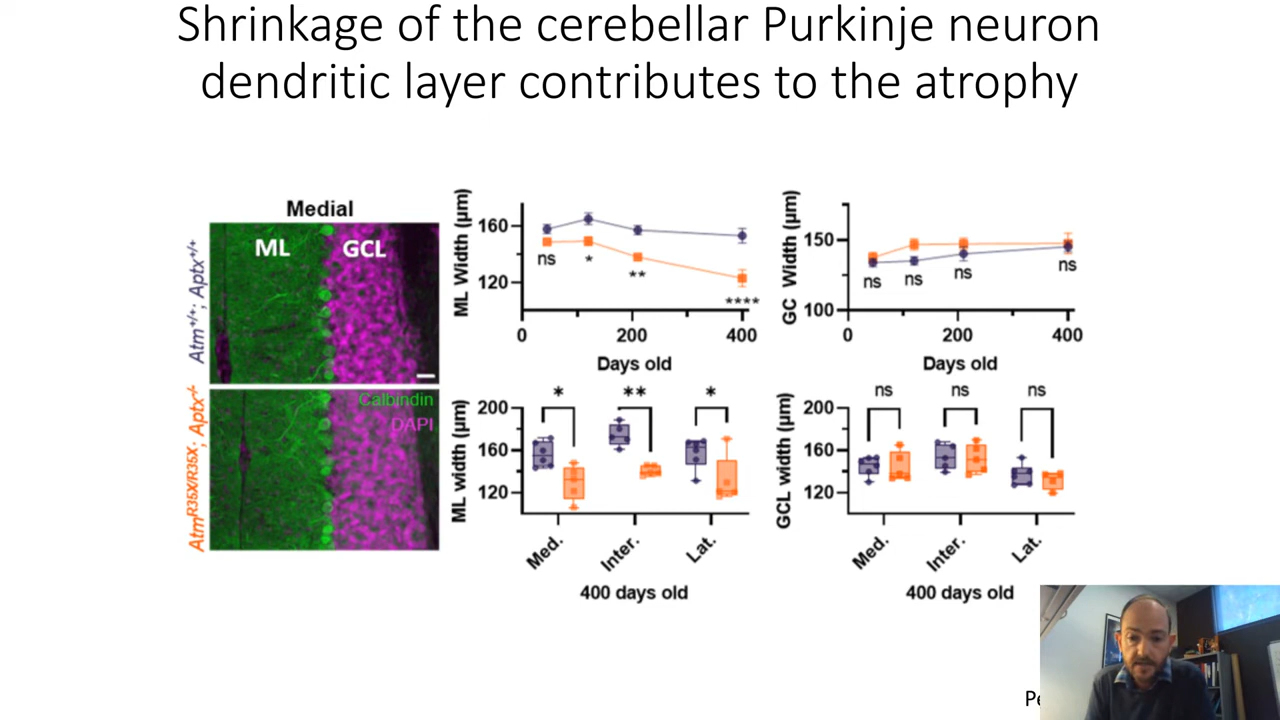 Shrinkage of the cerebellar Purkinje neuron
dendritic layer contributes to the atrophy
Medial
ML
GCL
Atm+/+; Aptx+/+
Calbindin
DAPI
AtmR35X/R35X; Aptx-/-
ML Width (µm)
160
120
ns
*
**
****
0
200
400
Days old
GC Width (µm)
150
100
ns
ns
ns
ns
0
200
400
Days old
ML width (µm)
200
160
120
*
**
*
Med.
Inter.
Lat.
400 days old
GCL width (µm)
200
160
120
ns
ns
ns
Med.
Inter.
Lat.
400 days old